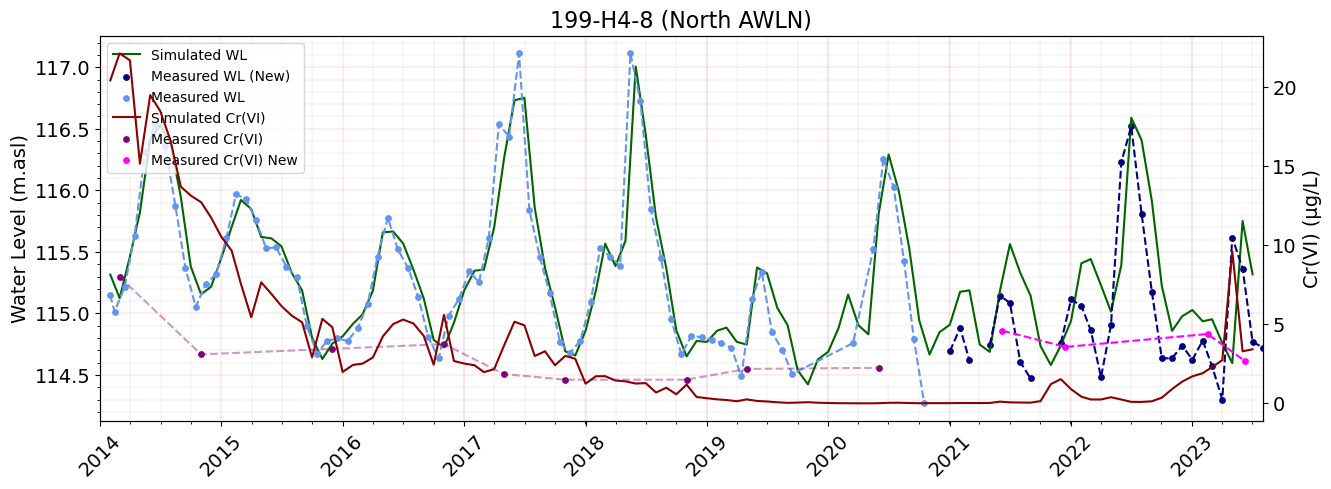 199-H4-8 (North AWLN)
Simulated WL
Measured WL (New)
Measured WL
Simulated Cr(VI)
Measured Cr(VI)
Measured Cr(VI) New
Water Level (m.asl)
117.0
116.5
116.0
115.5
115.0
114.5
20
15
10
5
0
Cr(VI) (μg/L)
2014
2015
2016
2017
2018
2019
2020
2021
2022
2023